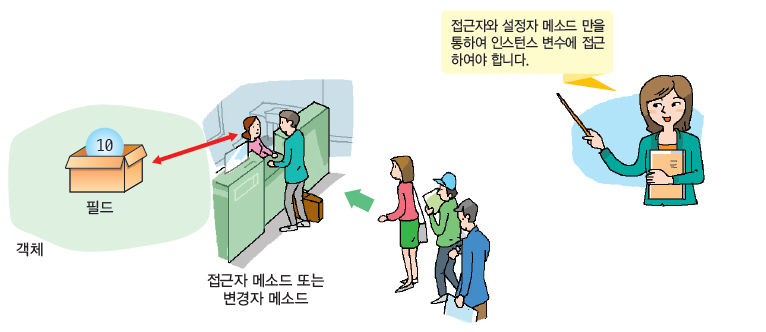 접근자와 설정자 메소드 만을
통하여 인스턴스 변수에 접근
하여야 합니다.
10
필드
객체
접근자 메소드 또는
변경자 메소드